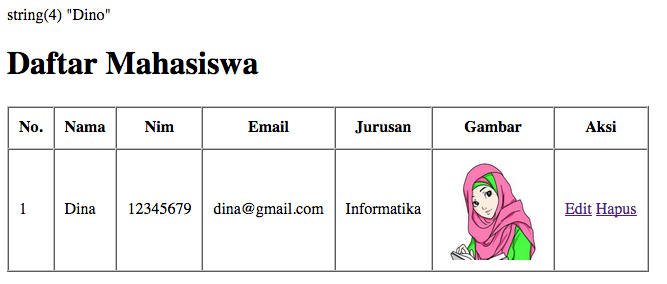 string(4) "Dino"
Daftar Mahasiswa
No. Nama Nim Email Jurusan Gambar Aksi
1 Dina 12345679 dina@gmail.com Informatika Edit Hapus